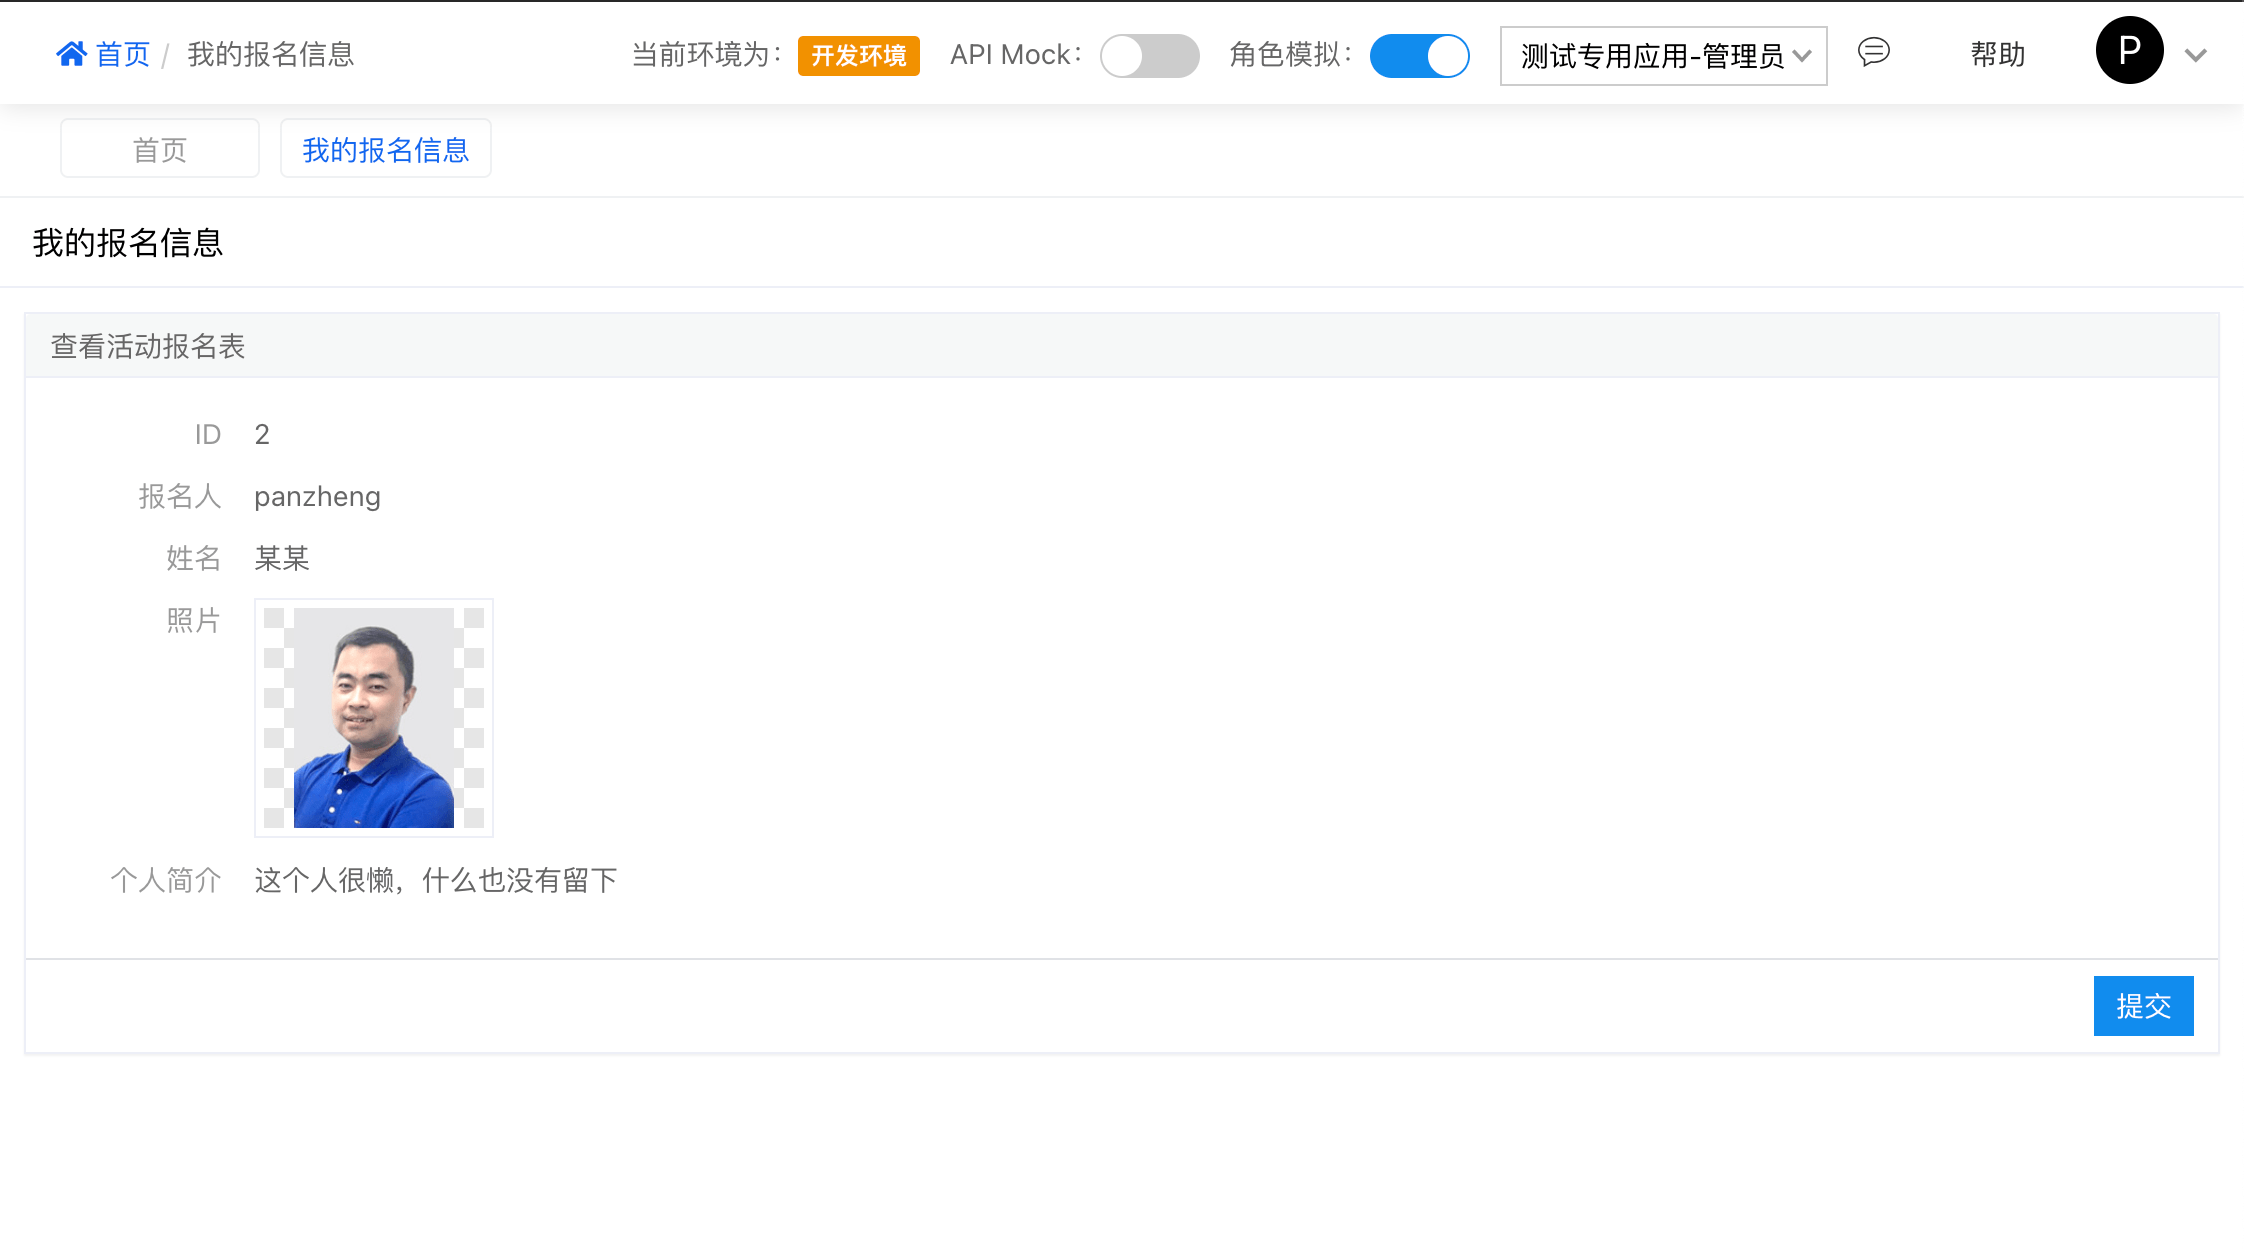 首页 / 我的报名信息 当前环境为： 开发环境 API Mock： 角色模拟： 测试专用应用-管理员 帮助 P
首页 我的报名信息
我的报名信息
查看活动报名表
ID 2
报名人 panzheng
姓名 某某
照片
个人简介 这个人很懒，什么也没有留下
提交